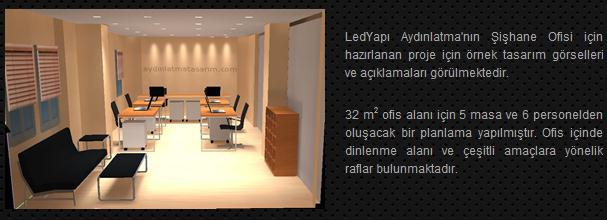 aydinlatmatasarim.com
LedYapı Aydınlatma'nın Şişhane Ofisi için
hazırlanan proje için örnek tasarım görselleri
ve açıklamaları görülmektedir.
32 m² ofis alanı için 5 masa ve 6 personelden
oluşacak bir planlama yapılmıştır. Ofis içinde
dinlenme alanı ve çeşitli amaçlara yönelik
raflar bulunmaktadır.